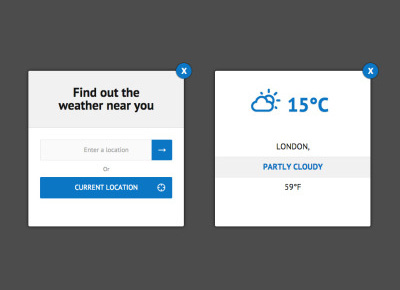 X
Find out the
weather near you
Enter a location
Or
CURRENT LOCATION
X
15°C
LONDON,
PARTLY CLOUDY
59°F